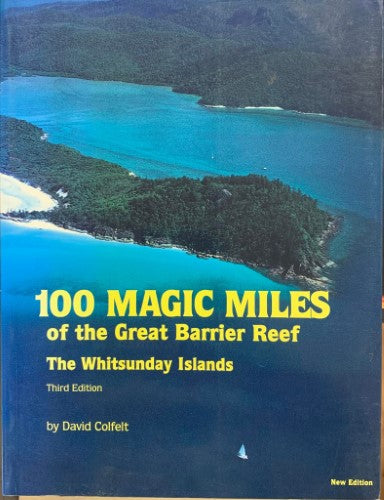 100 MAGIC MILES
of the Great Barrier Reef
The Whitsunday Islands
Third Edition
by David Colfelt
New Edition